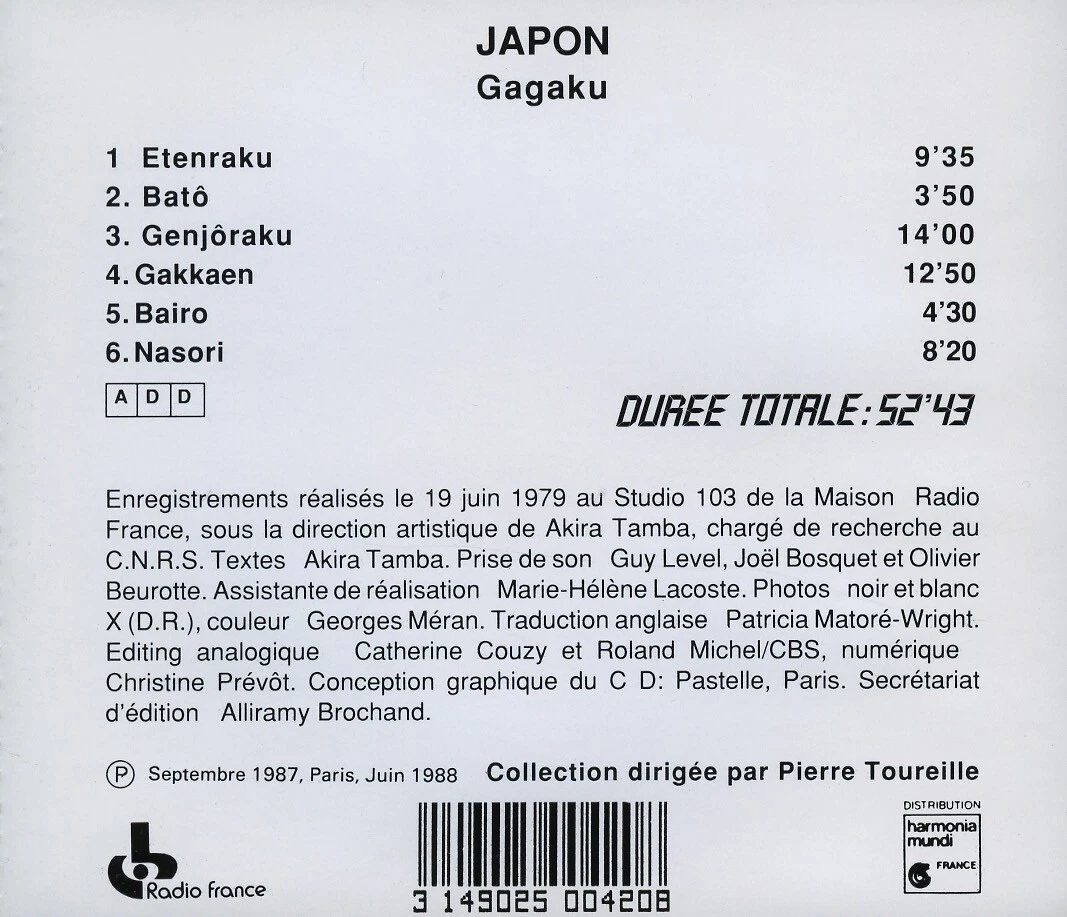 JAPON
Gagaku
1 Etenraku 9'35
2. Batô 3'50
3. Genjôraku 14'00
4. Gakkaen 12'50
5. Bairo 4'30
6. Nasori 8'20
A D D
DUREE TOTALE: 52'43
Enregistrements réalisés le 19 juin 1979 au Studio 103 de la Maison Radio
France, sous la direction artistique de Akira Tamba, chargé de recherche au
C.N.R.S. Textes Akira Tamba. Prise de son Guy Level, Joël Bosquet et Olivier
Beurotte. Assistante de réalisation Marie-Hélène Lacoste. Photos noir et blanc
X (D.R.), couleur Georges Méran. Traduction anglaise Patricia Matoré-Wright.
Editing analogique Catherine Couzy et Roland Michel/CBS, numérique
Christine Prévôt. Conception graphique du C D: Pastelle, Paris. Secrétariat
d'édition Alliramy Brochand.
Ⓟ Septembre 1987, Paris, Juin 1988 Collection dirigée par Pierre Toureille
Radio france
3 149025 004208
DISTRIBUTION
harmonia
mundi
FRANCE